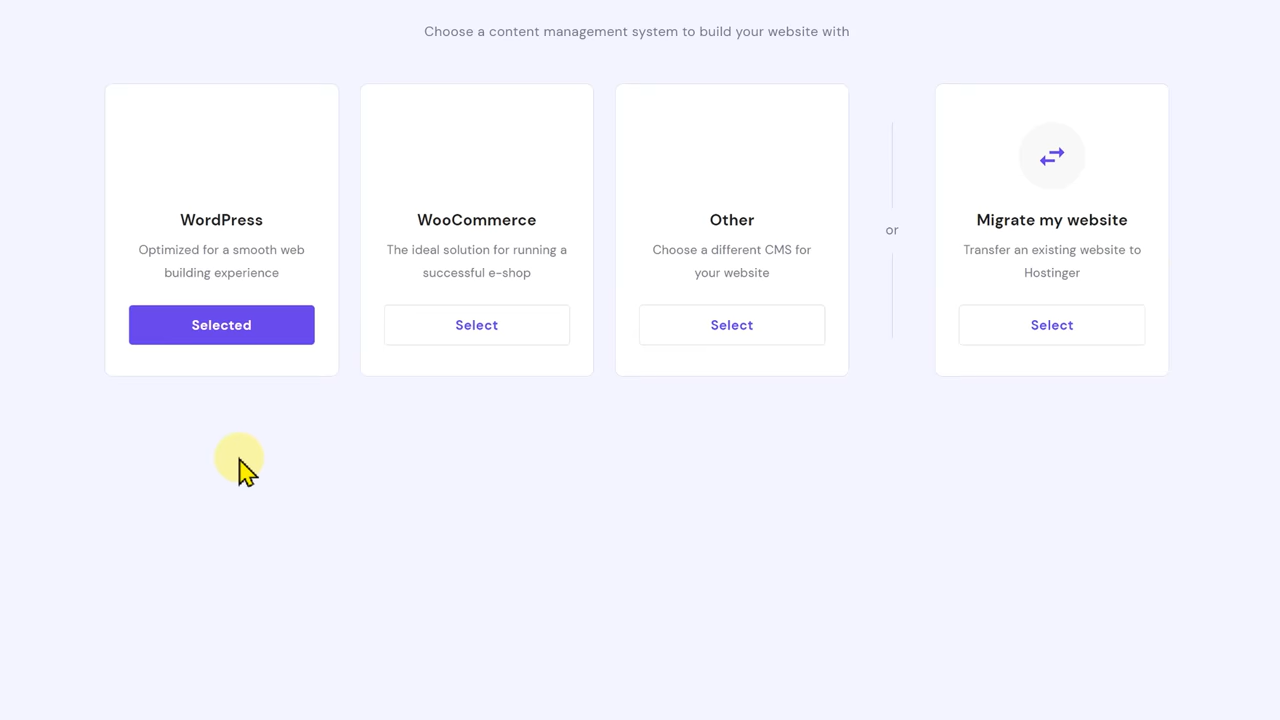 Choose a content management system to build your website with
WordPress
Optimized for a smooth web
building experience
Selected
WooCommerce
The ideal solution for running a
successful e-shop
Select
Other
Choose a different CMS for
your website
Select
or
Migrate my website
Transfer an existing website to
Hostinger
Select